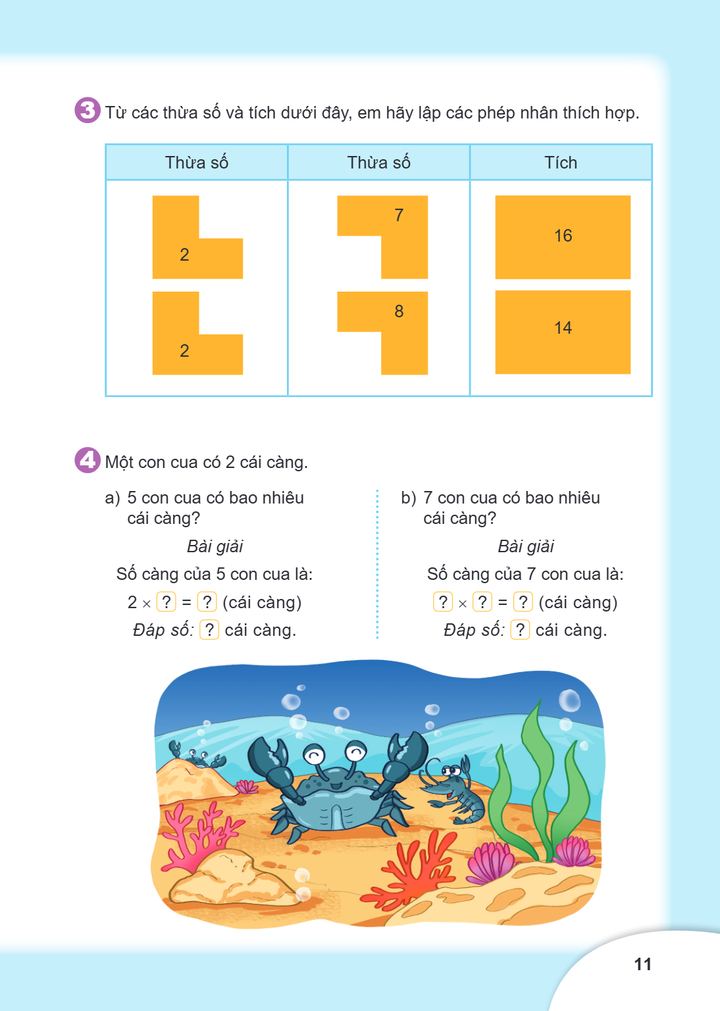 3 Từ các thừa số và tích dưới đây, em hãy lập các phép nhân thích hợp.
Thừa số Thừa số Tích
2 7 16
2 8 14
4 Một con cua có 2 cái càng.
a) 5 con cua có bao nhiêu
cái càng?
Bài giải
Số càng của 5 con cua là:
2 × ? = ? (cái càng)
Đáp số: ? cái càng.
b) 7 con cua có bao nhiêu
cái càng?
Bài giải
Số càng của 7 con cua là:
? × ? = ? (cái càng)
Đáp số: ? cái càng.
11